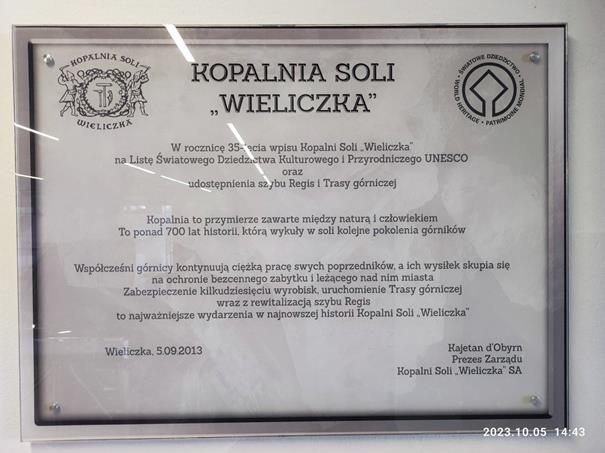 KOPALNIA SOLI
WIELICZKA
KOPALNIA SOLI
„WIELICZKA”
ŚWIATOWE DZIEDZICTWO • WORLD HERITAGE • PATRIMOINE MONDIAL •
W rocznicę 35-lecia wpisu Kopalni Soli „Wieliczka”
na Listę Światowego Dziedzictwa Kulturowego i Przyrodniczego UNESCO
oraz
udostępnienia szybu Regis i Trasy górniczej
Kopalnia to przymierze zawarte między naturą i człowiekiem
To ponad 700 lat historii, którą wykuły w soli kolejne pokolenia górników
Współcześni górnicy kontynuują ciężką pracę swych poprzedników, a ich wysiłek skupia się
na ochronie bezcennego zabytku i leżącego nad nim miasta
Zabezpieczenie kilkudziesięciu wyrobisk, uruchomienie Trasy górniczej
wraz z rewitalizacją szybu Regis
to najważniejsze wydarzenia w najnowszej historii Kopalni Soli „Wieliczka”
Wieliczka, 5.09.2013
Kajetan d'Obyrn
Prezes Zarządu
Kopalni Soli „Wieliczka” SA
2023.10.05 14:43